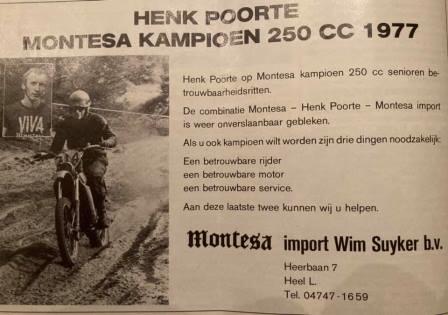 HENK POORTE
MONTESA KAMPIOEN 250 CC 1977
VIVA
Henk Poorte op Montesa kampioen 250 cc senioren be-
trouwbaarheidsritten.
De combinatie Montesa – Henk Poorte – Montesa import
is weer onverslaanbaar gebleken.
Als u ook kampioen wilt worden zijn drie dingen noodzakelijk:
Een betrouwbare rijder
een betrouwbare motor
een betrouwbare service.
Aan deze laatste twee kunnen wij u helpen.
Montesa import Wim Suyker b.v.
Heerbaan 7
Heel L.
Tel. 04747-1659